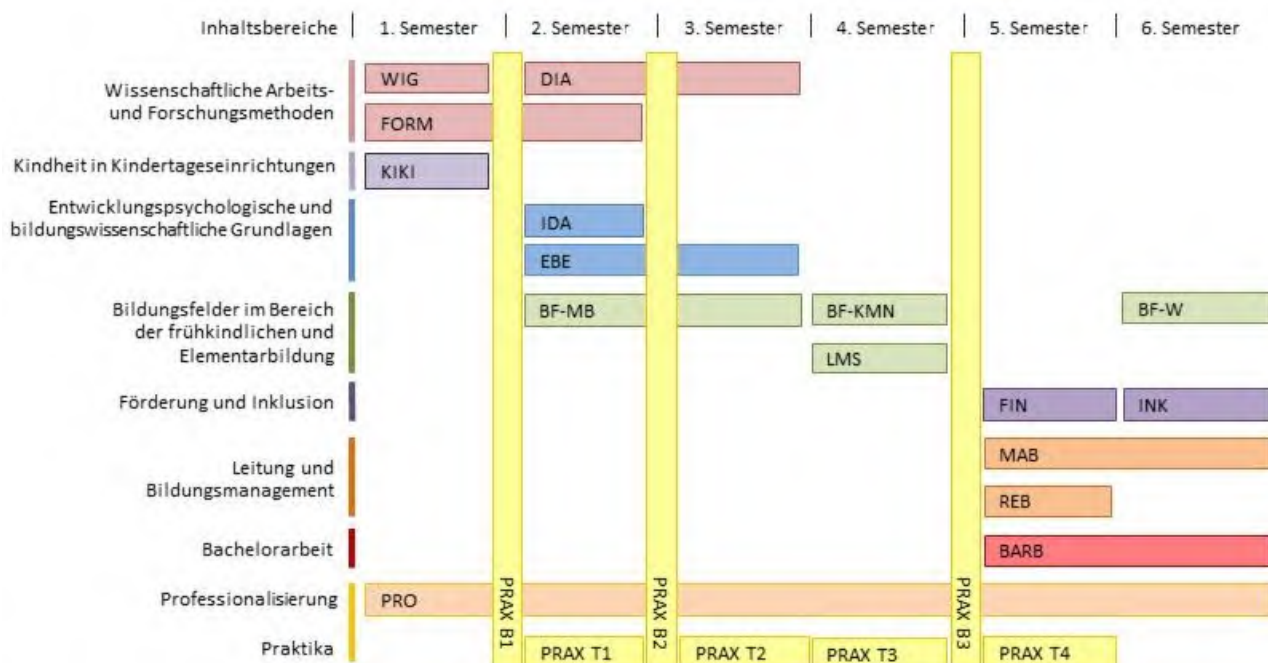 Inhaltsbereiche 1. Semester 2. Semester 3. Semester 4. Semester 5. Semester 6. Semester
Wissenschaftliche Arbeits-
und Forschungsmethoden
WIG DIA
FORM
Kindheit in Kindertageseinrichtungen
KIKI
Entwicklungspsychologische und
bildungswissenschaftliche Grundlagen
IDA
EBE
Bildungsfelder im Bereich
der frühkindlichen und
Elementarbildung
BF-MB BF-KMN BF-W
LMS
Förderung und Inklusion
FIN INK
Leitung und
Bildungsmanagement
MAB
REB
Bachelorarbeit
BARB
Professionalisierung
PRO
PRAX B1
PRAX B2
PRAX B3
Praktika
PRAX T1 PRAX T2 PRAX T3 PRAX T4